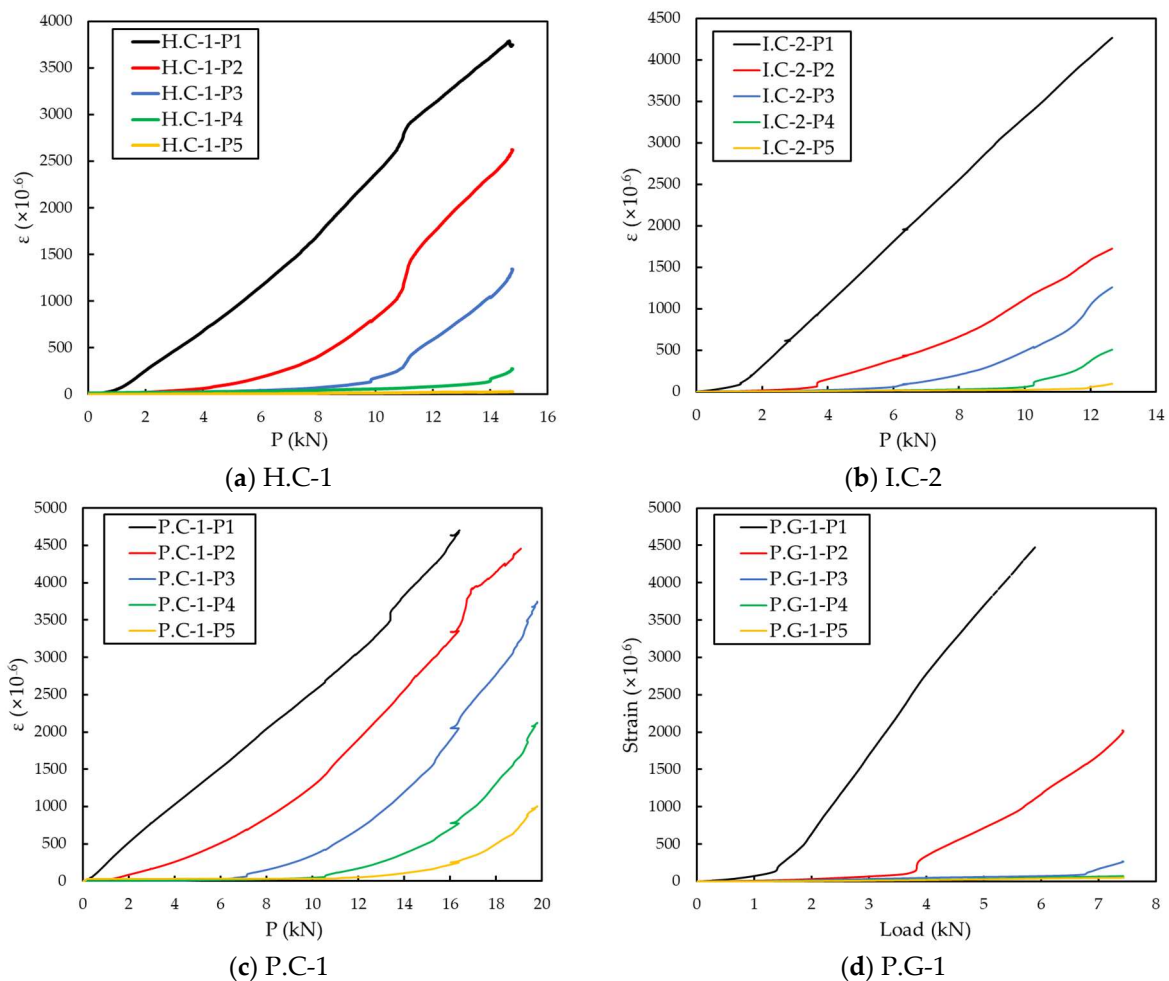 4000
3500
3000
2500
2000
1500
1000
500
0
ε (×10⁻⁶)
H.C-1-P1
H.C-1-P2
H.C-1-P3
H.C-1-P4
H.C-1-P5
0 2 4 6 8 10 12 14 16
P (kN)
(a) H.C-1
4500
4000
3500
3000
2500
2000
1500
1000
500
0
ε (×10⁻⁶)
I.C-2-P1
I.C-2-P2
I.C-2-P3
I.C-2-P4
I.C-2-P5
0 2 4 6 8 10 12 14
P (kN)
(b) I.C-2
5000
4500
4000
3500
3000
2500
2000
1500
1000
500
0
ε (×10⁻⁶)
P.C-1-P1
P.C-1-P2
P.C-1-P3
P.C-1-P4
P.C-1-P5
0 2 4 6 8 10 12 14 16 18 20
P (kN)
(c) P.C-1
5000
4500
4000
3500
3000
2500
2000
1500
1000
500
0
Strain (×10⁻⁶)
P.G-1-P1
P.G-1-P2
P.G-1-P3
P.G-1-P4
P.G-1-P5
0 1 2 3 4 5 6 7 8
Load (kN)
(d) P.G-1